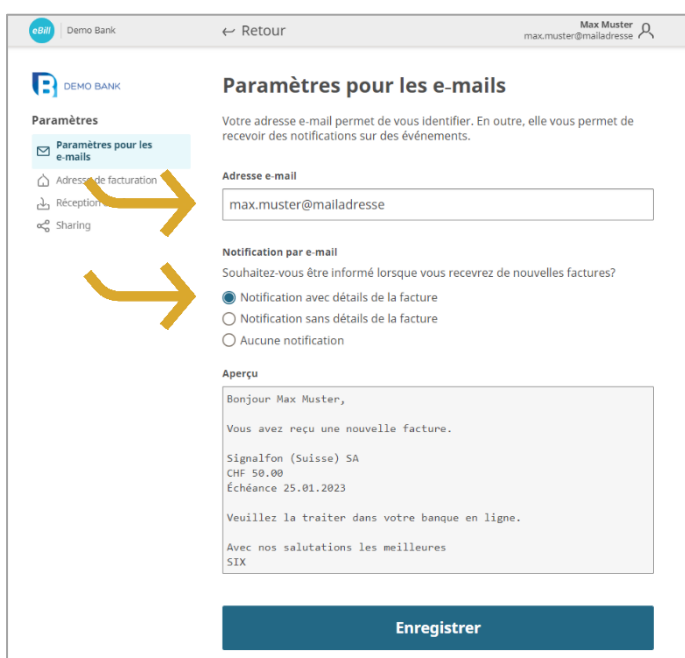 eBill
Demo Bank
Retour
Max Muster
max.muster@mailadresse
DEMO BANK
Paramètres
Paramètres pour les
e-mails
Adresse de facturation
Réception
Sharing
Paramètres pour les e-mails
Votre adresse e-mail permet de vous identifier. En outre, elle vous permet de
recevoir des notifications sur des événements.
Adresse e-mail
max.muster@mailadresse
Notification par e-mail
Souhaitez-vous être informé lorsque vous recevrez de nouvelles factures?
Notification avec détails de la facture
Notification sans détails de la facture
Aucune notification
Aperçu
Bonjour Max Muster,
Vous avez reçu une nouvelle facture.
Signalfon (Suisse) SA
CHF 50.00
Échéance 25.01.2023
Veuillez la traiter dans votre banque en ligne.
Avec nos salutations les meilleures
SIX
Enregistrer